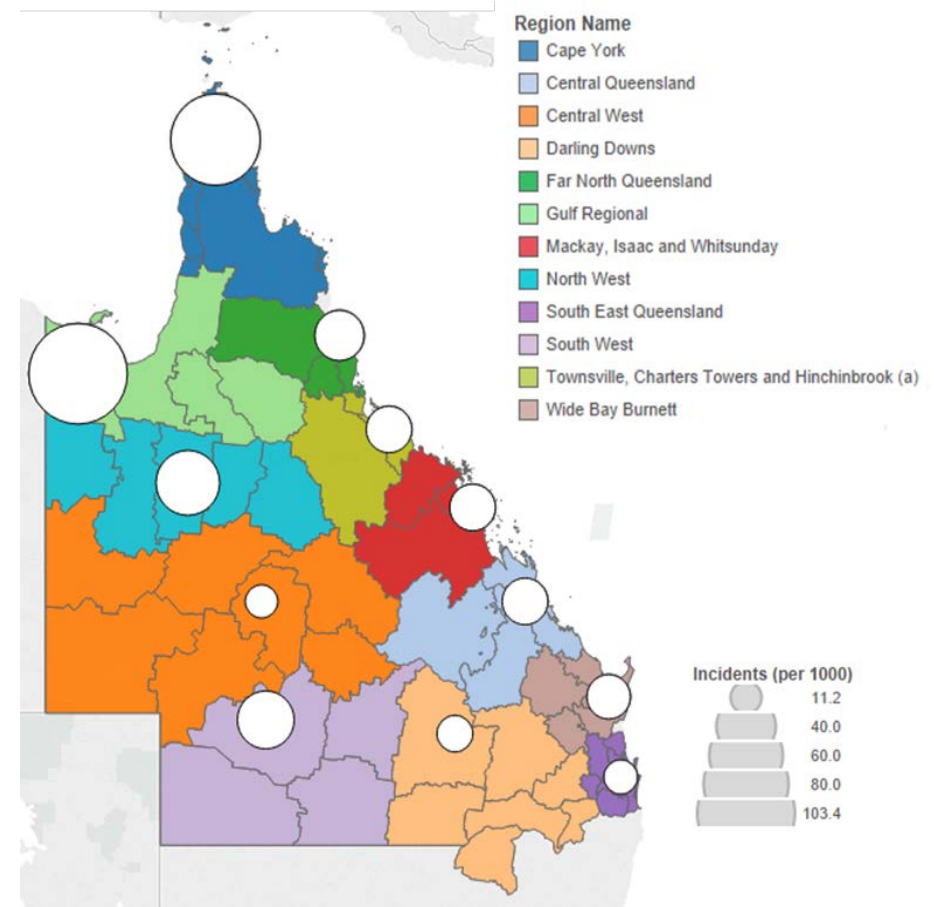 Region Name
Cape York
Central Queensland
Central West
Darling Downs
Far North Queensland
Gulf Regional
Mackay, Isaac and Whitsunday
North West
South East Queensland
South West
Townsville, Charters Towers and Hinchinbrook (a)
Wide Bay Burnett
Incidents (per 1000)
11.2
40.0
60.0
80.0
103.4